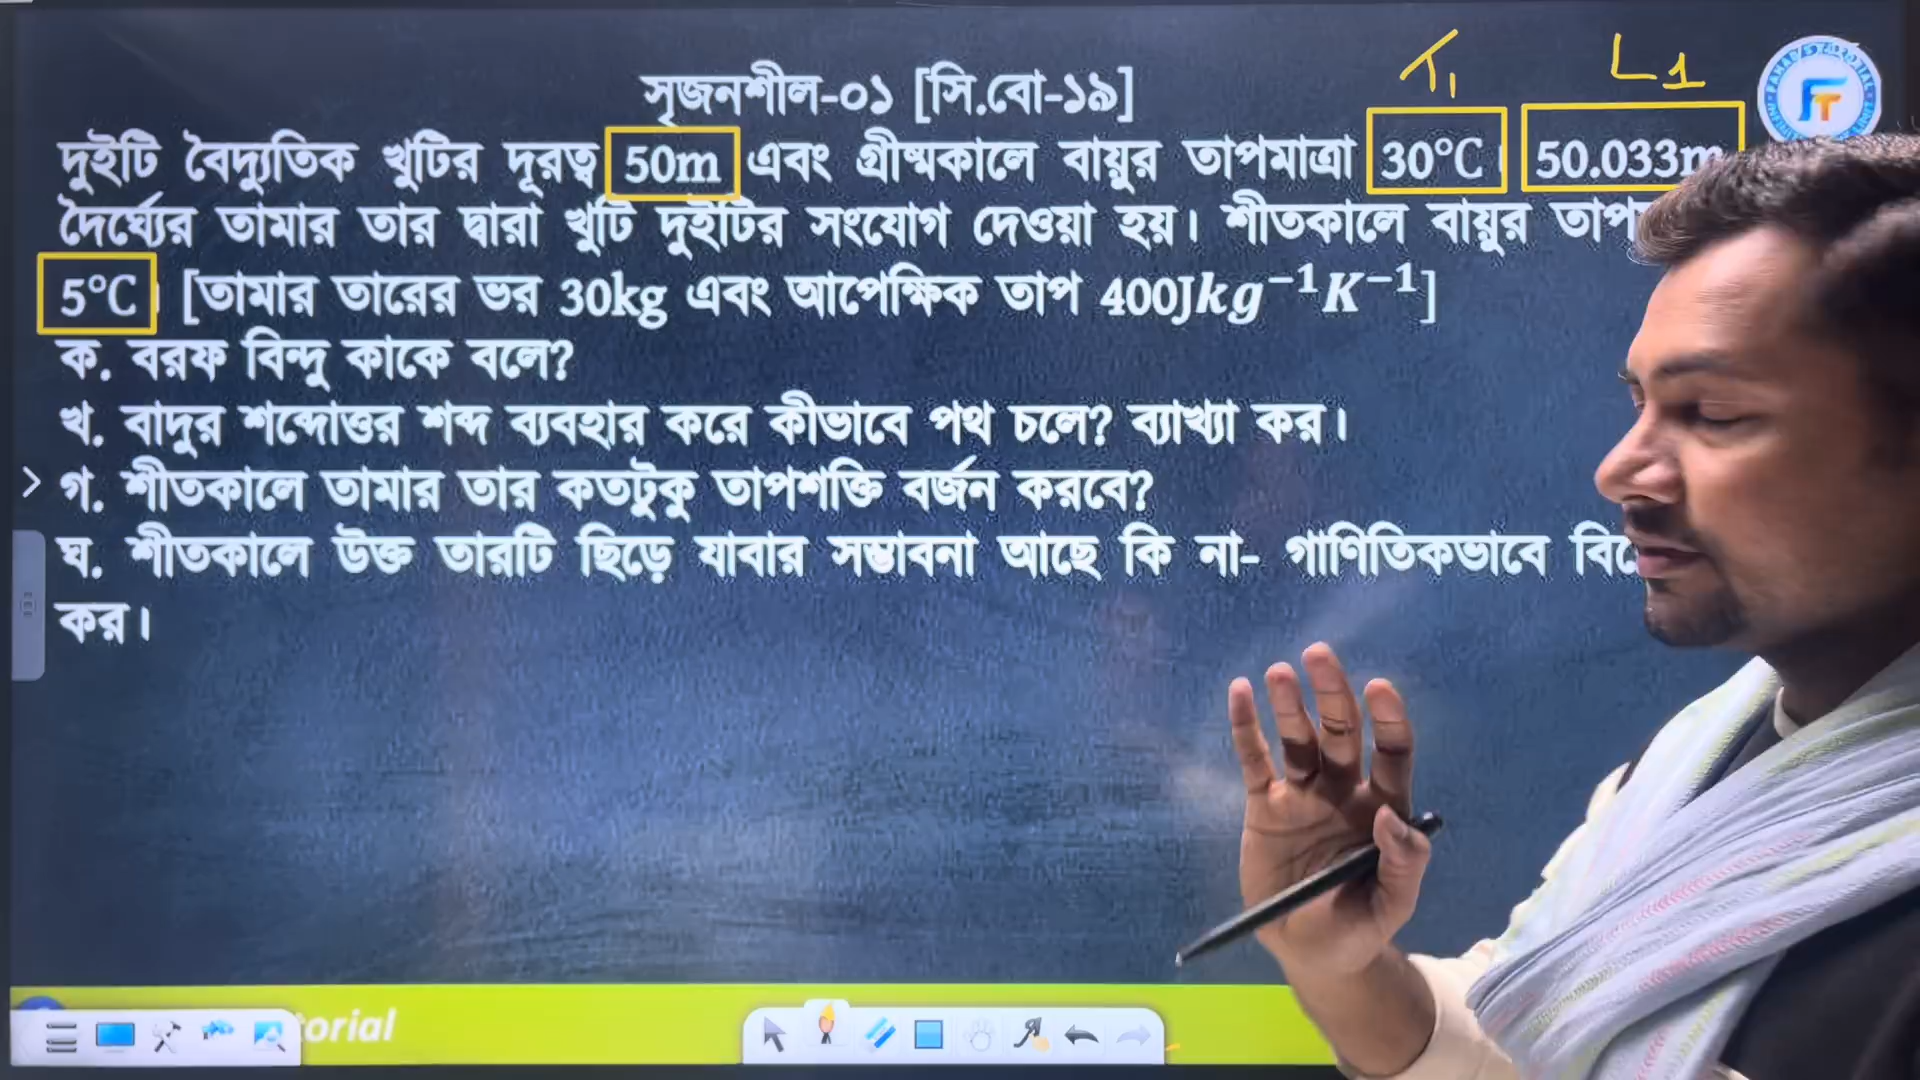 T₁ L1
সৃজনশীল-০১ [সি.বো-১৯]
দুইটি বৈদ্যুতিক খুটির দূরত্ব 50m এবং গ্রীষ্মকালে বায়ুর তাপমাত্রা 30°C। 50.033m
দৈর্ঘ্যের তামার তার দ্বারা খুটি দুইটির সংযোগ দেওয়া হয়। শীতকালে বায়ুর
5°C। [তামার তারের ভর 30kg এবং আপেক্ষিক তাপ 400Jkg⁻¹K⁻¹]
ক. বরফ বিন্দু কাকে বলে?
খ. বাদুর শব্দোত্তর শব্দ ব্যবহার করে কীভাবে পথ চলে? ব্যাখ্যা কর।
গ. শীতকালে তামার তার কতটুকু তাপশক্তি বর্জন করবে?
ঘ. শীতকালে উক্ত তারটি ছিড়ে যাবার সম্ভাবনা আছে কি না- গাণিতিকভাবে
কর।
torial